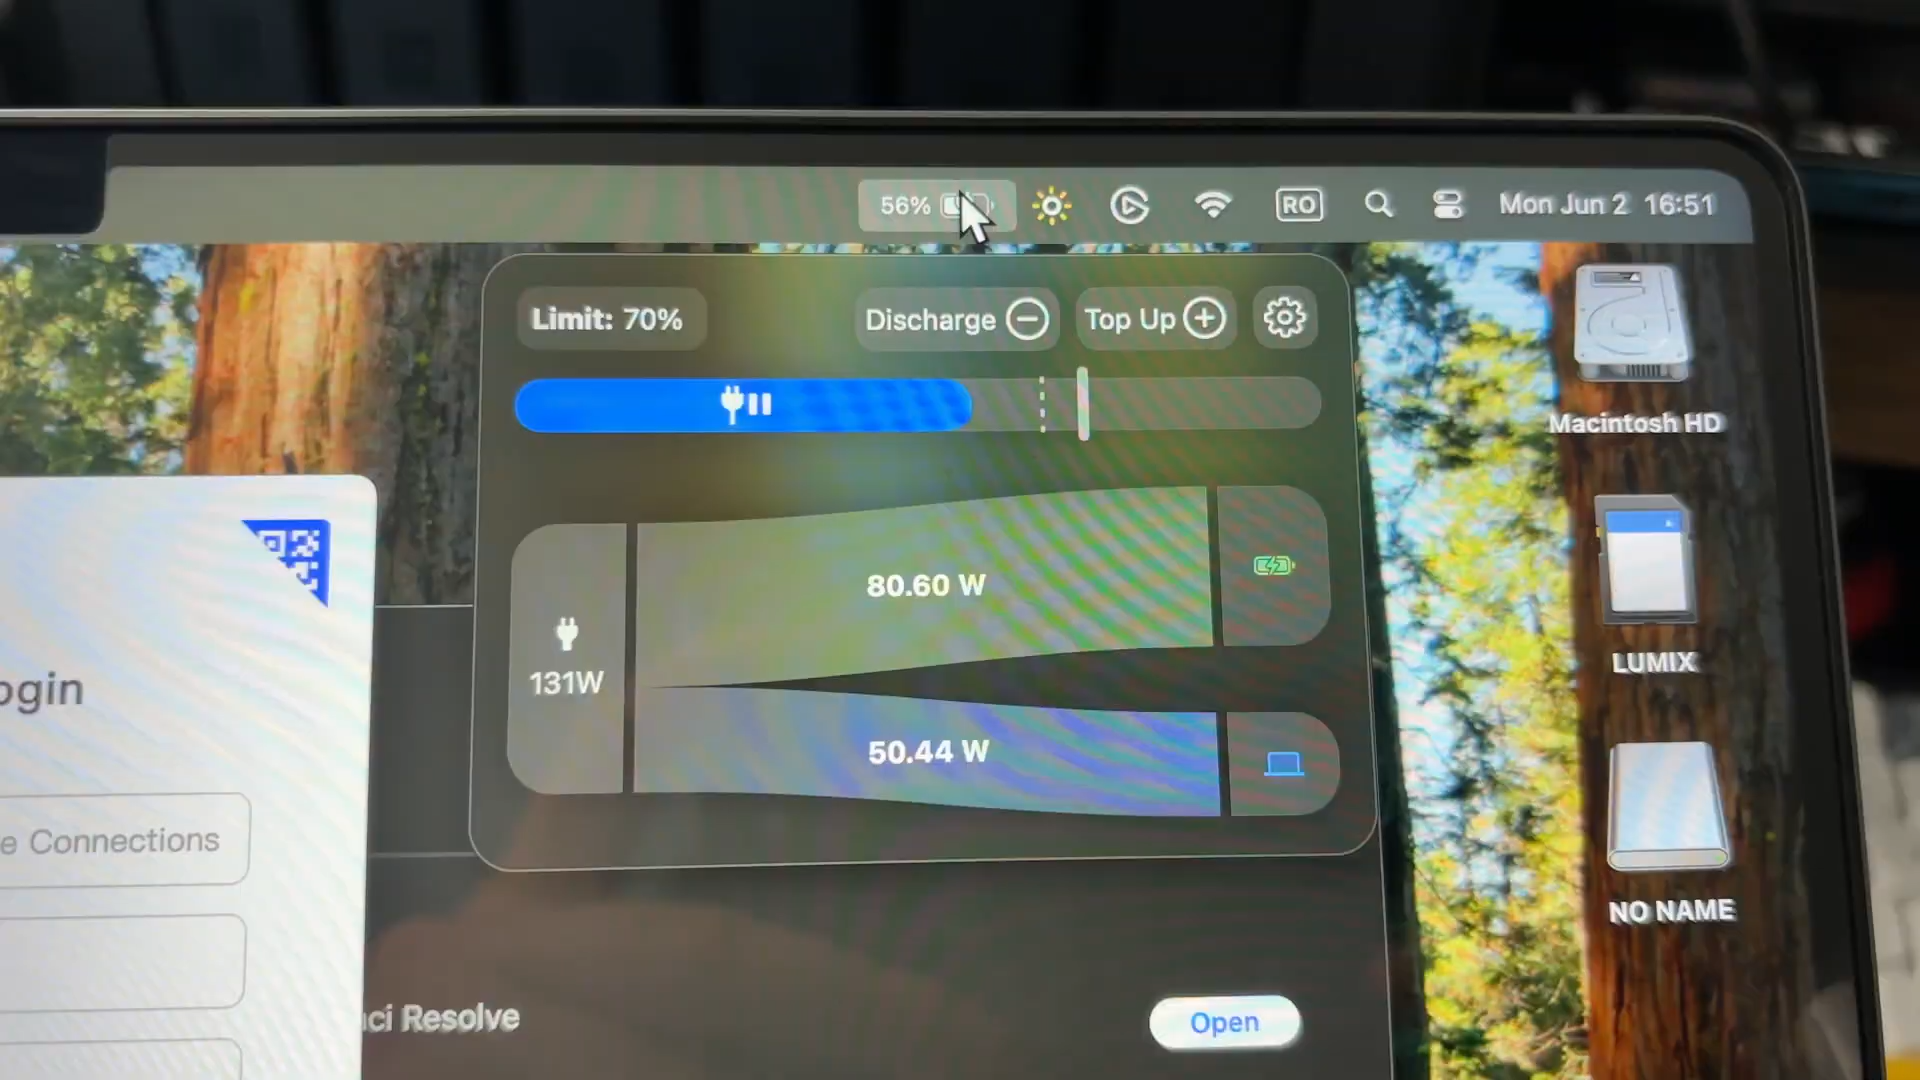 56%
RO
Mon Jun 2 16:51
Limit: 70%
Discharge
Top Up
Macintosh HD
80.60 W
131W
LUMIX
50.44 W
ogin
e Connections
NO NAME
ci Resolve
Open